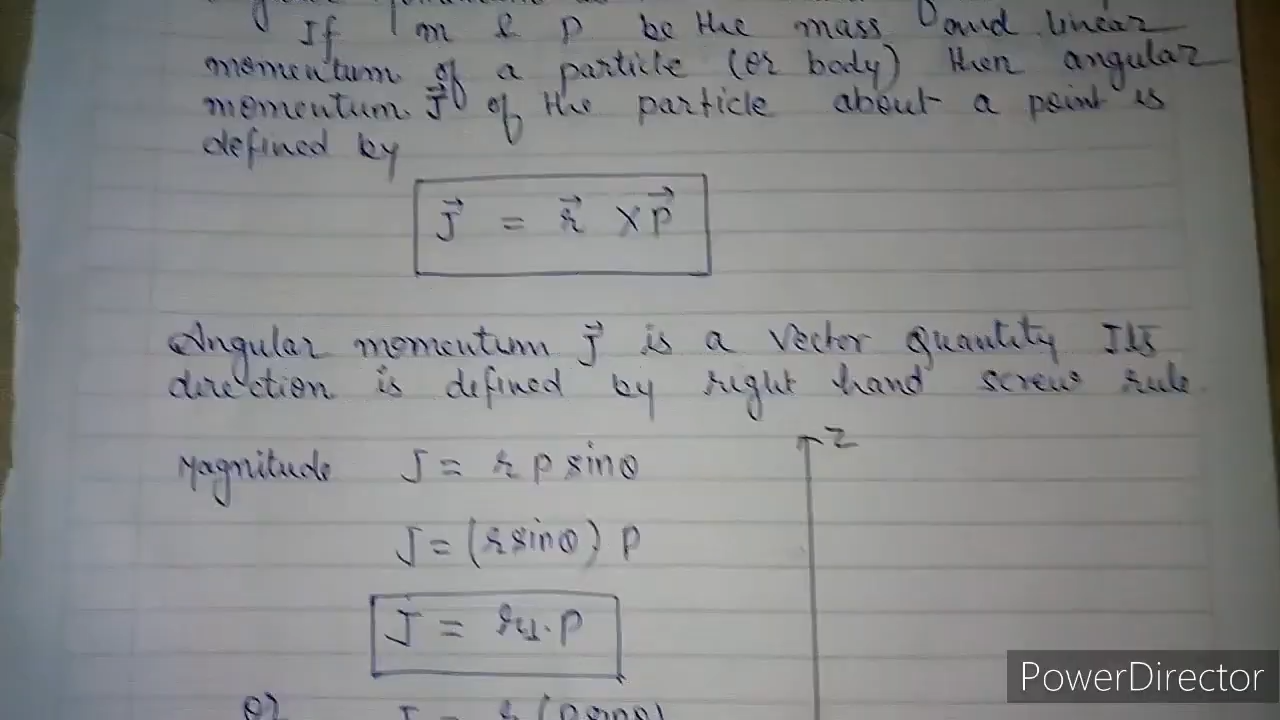 If m & P be the mass and linear
momentum of a particle (or body) then angular
momentum J⃗ of the particle about a point is
defined by
J⃗ = r⃗ × P⃗
Angular momentum J⃗ is a vector quantity Its
direction is defined by right hand screw rule
Magnitude J = r p sinθ
Z
J = (r sinθ) P
J = r⊥.P
or J = r (p sinθ)
PowerDirector